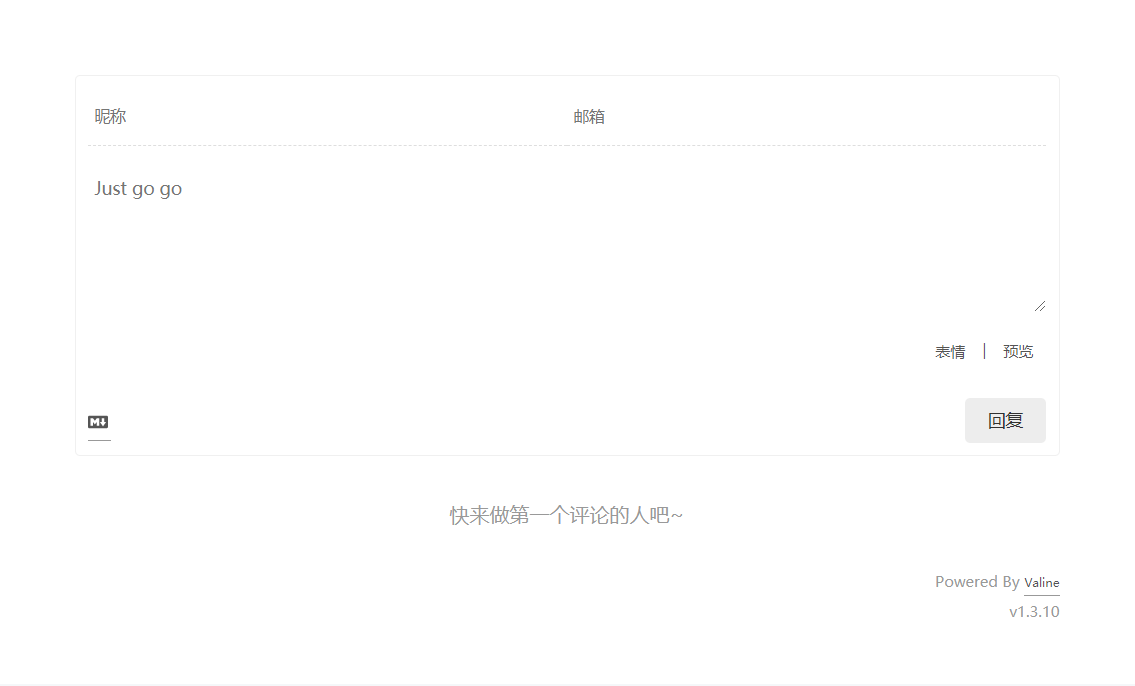 昵称 邮箱
Just go go
表情 | 预览
M↓
回复
快来做第一个评论的人吧~
Powered By Valine
v1.3.10